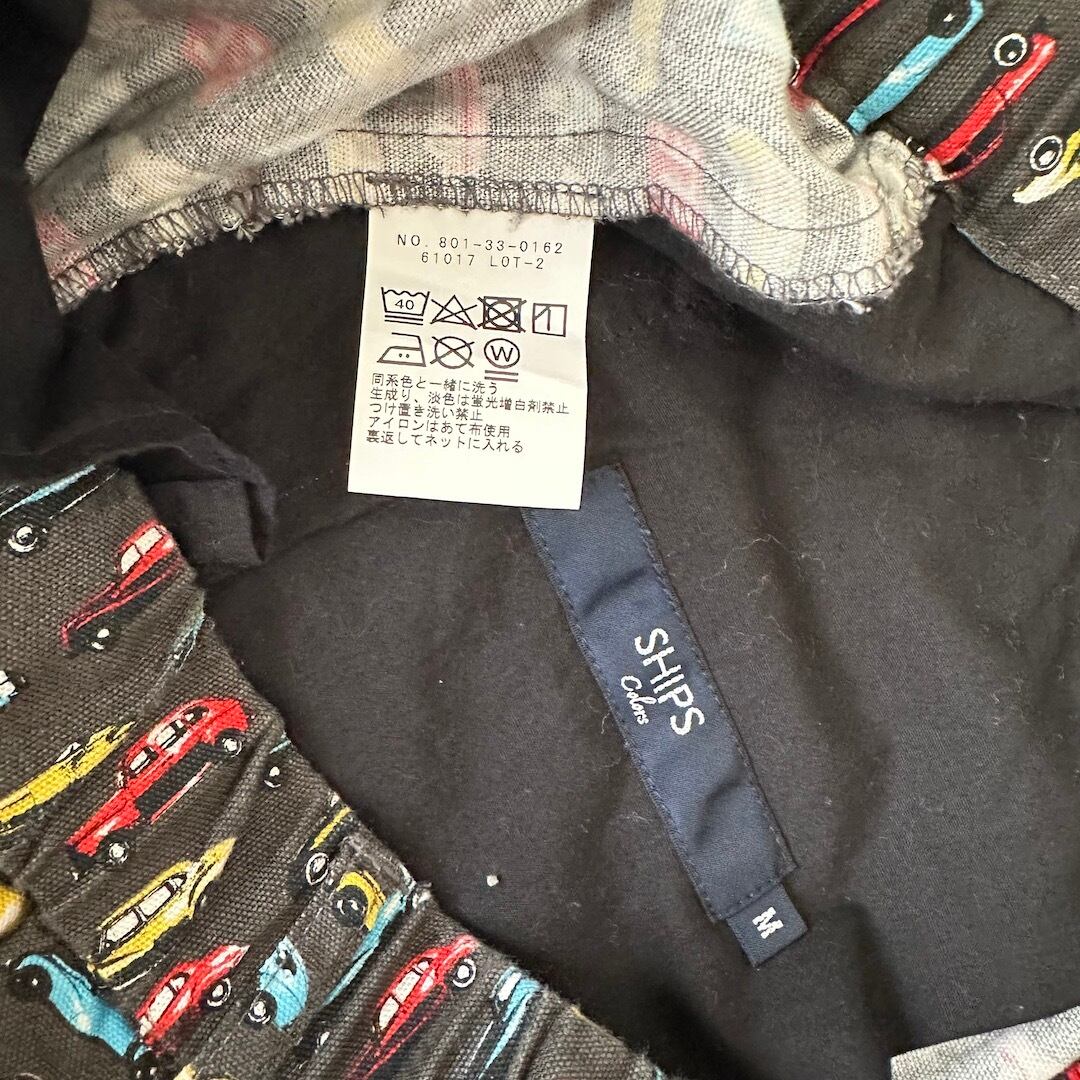 NO. 801-33-0162
61017 LOT-2
40
W
同系色と一緒に洗う
生成り、淡色は蛍光増白剤禁止
つけ置き洗い禁止
アイロンはあて布使用
裏返してネットに入れる
SHIPS
Colors
M